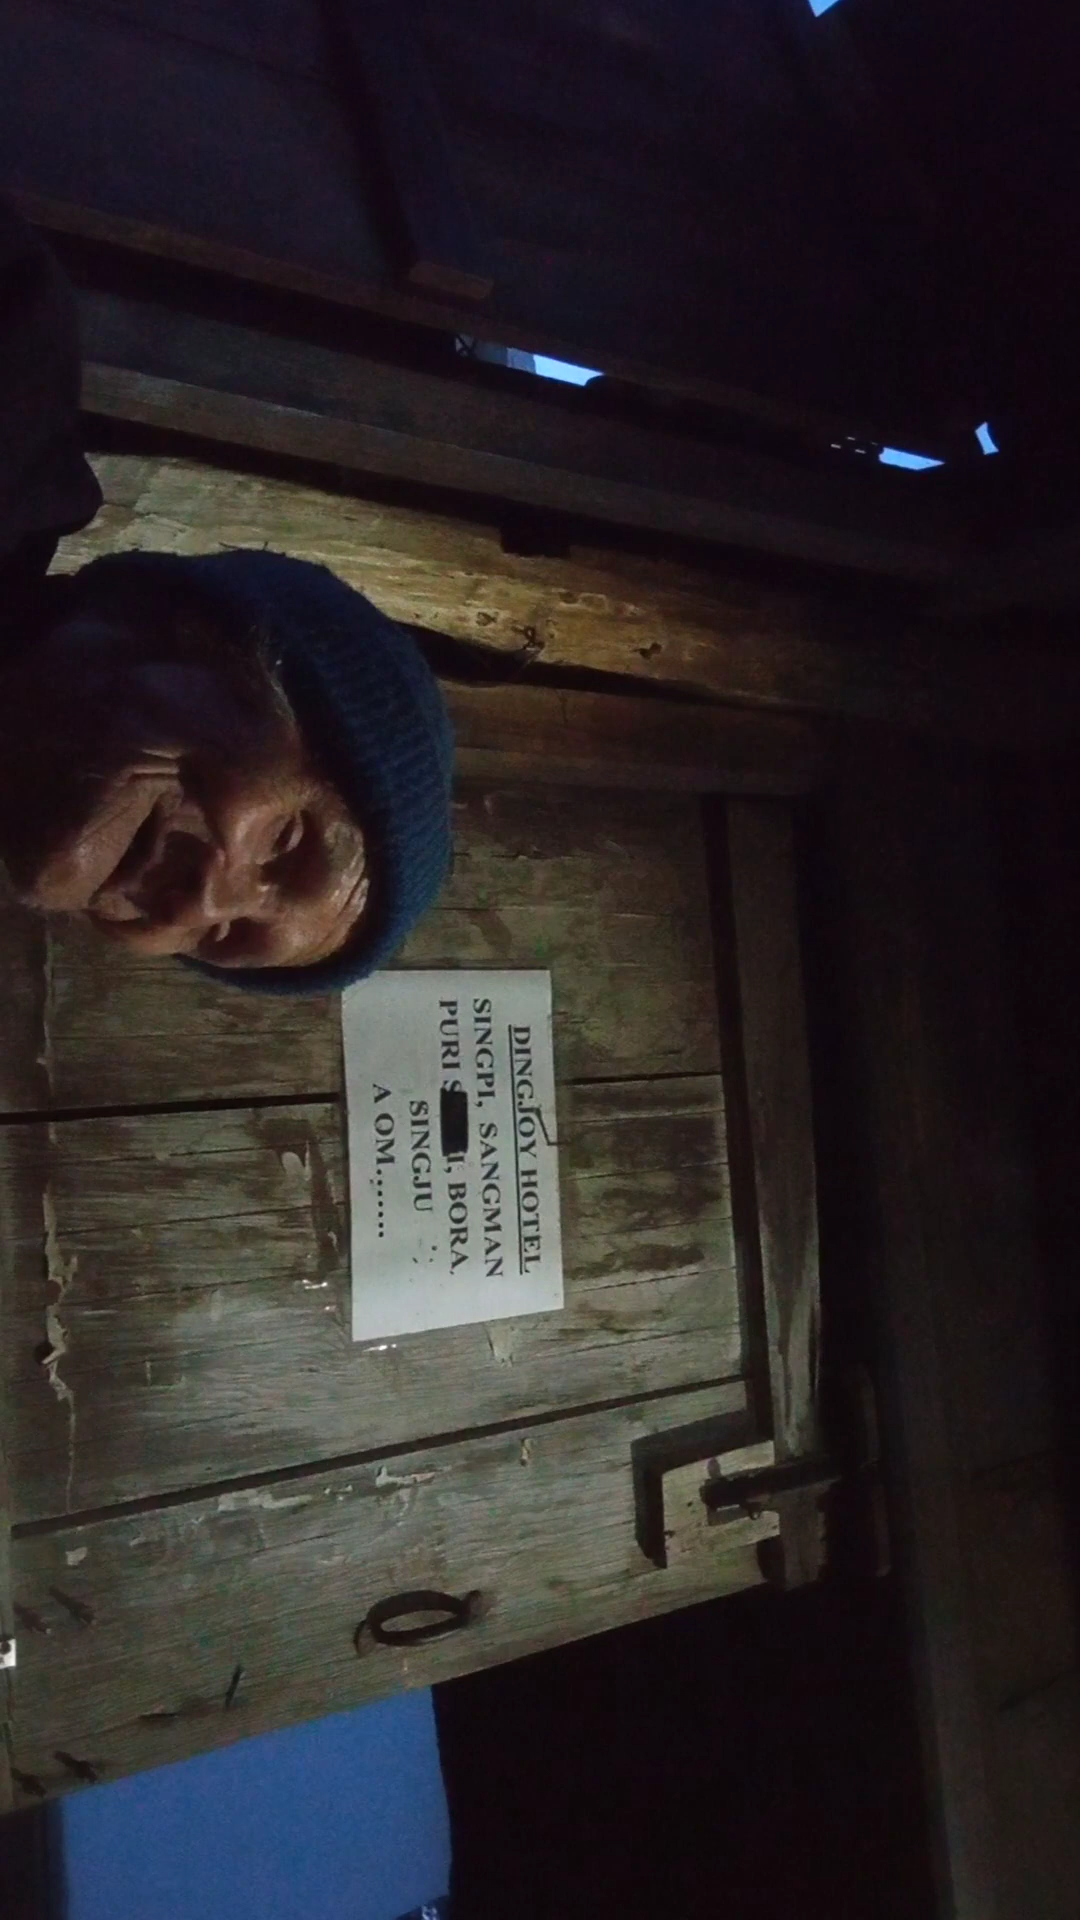 DINGJOY HOTEL
SINGPI, SANGMAN
PURI BORA,
SINGJU
A OM.......